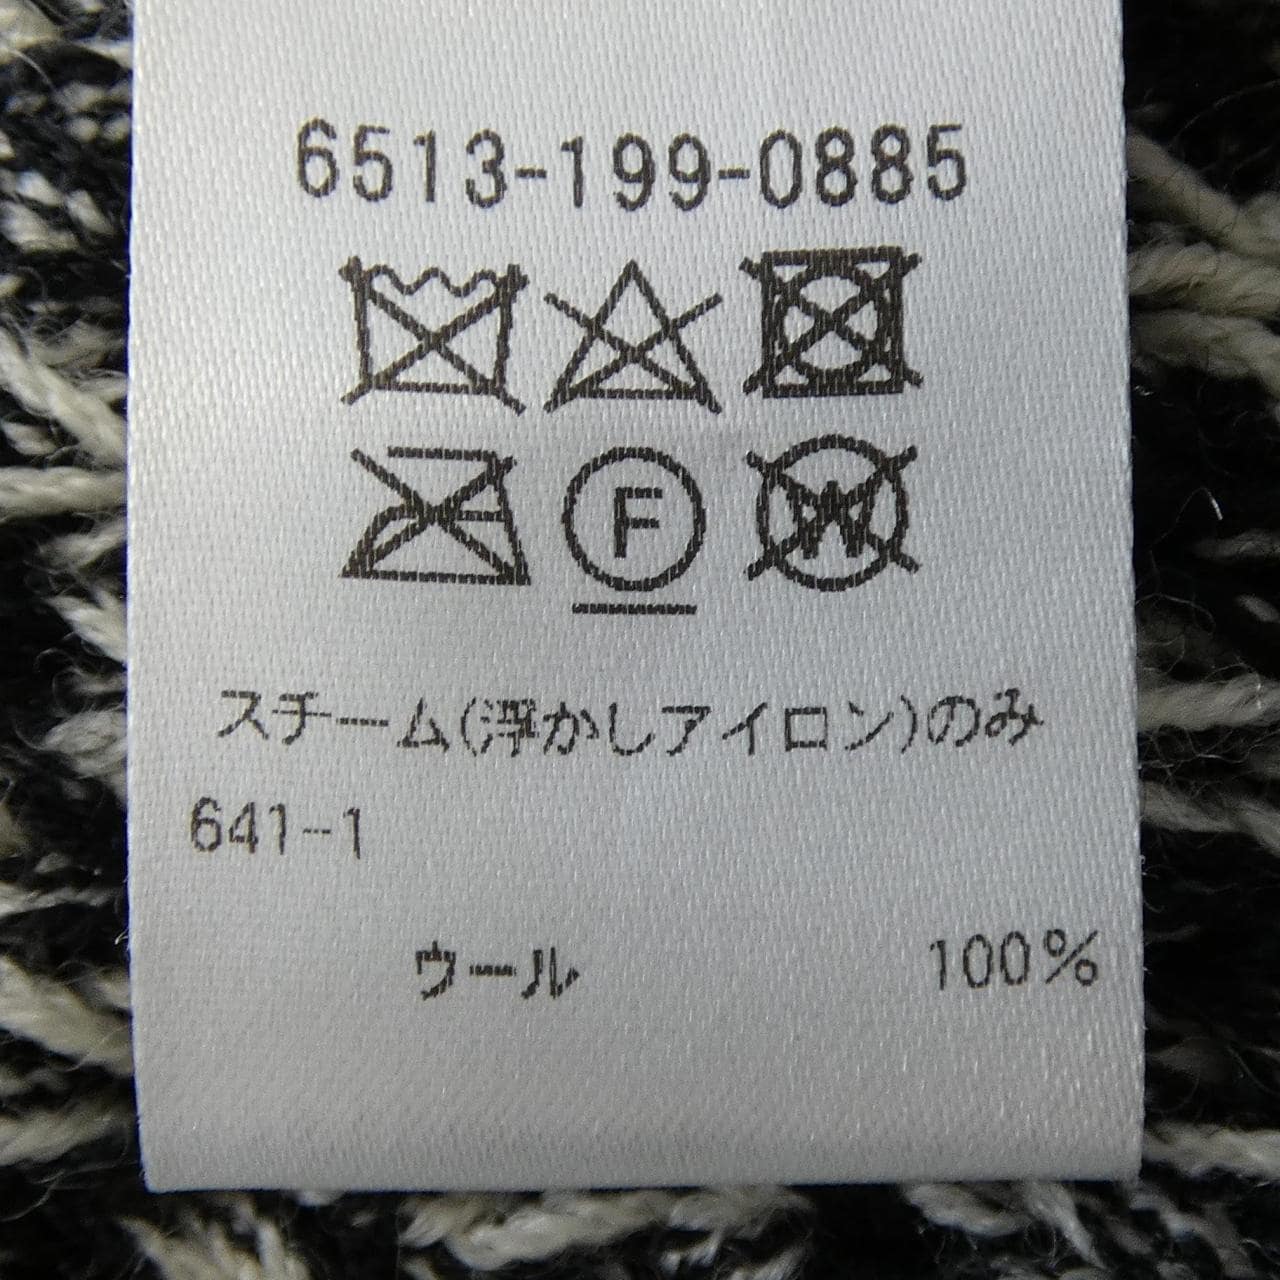 6513-199-0885
F W
スチーム(浮かしアイロン)のみ
641-1
ウール 100%